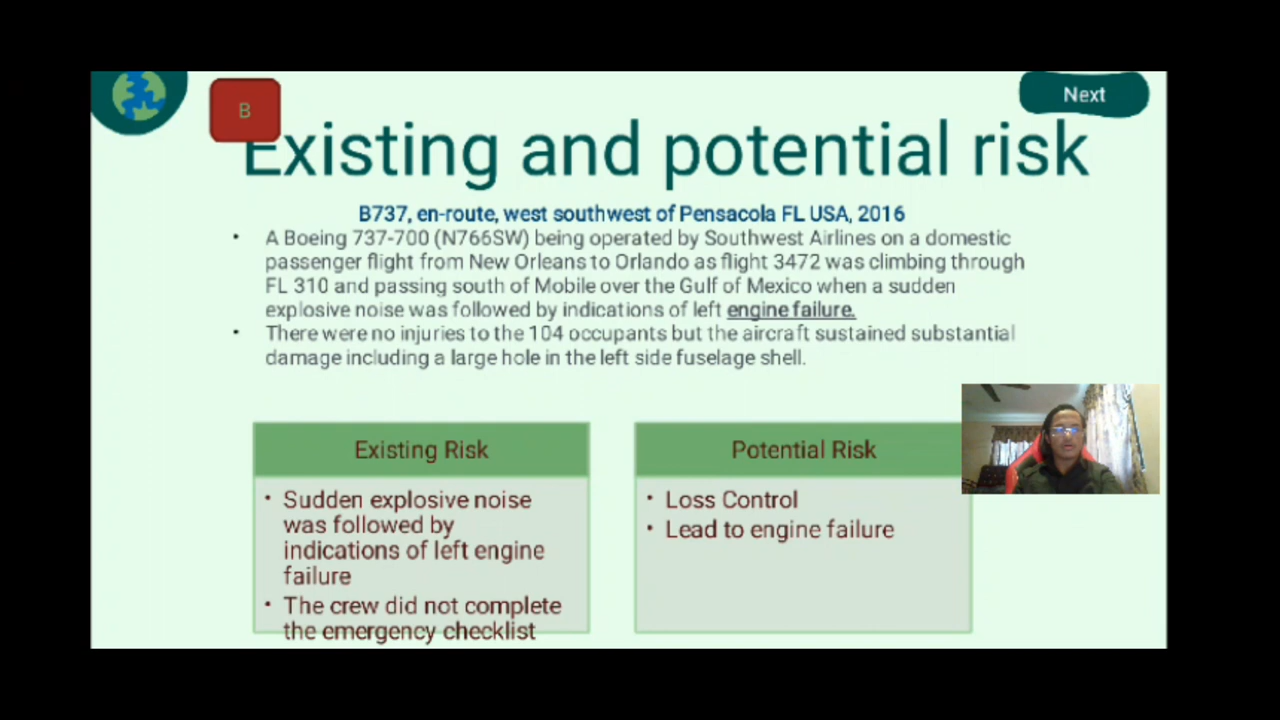 B
Next
Existing and potential risk
B737, en-route, west southwest of Pensacola FL USA, 2016
• A Boeing 737-700 (N766SW) being operated by Southwest Airlines on a domestic
passenger flight from New Orleans to Orlando as flight 3472 was climbing through
FL 310 and passing south of Mobile over the Gulf of Mexico when a sudden
explosive noise was followed by indications of left engine failure.
• There were no injuries to the 104 occupants but the aircraft sustained substantial
damage including a large hole in the left side fuselage shell.
Existing Risk
• Sudden explosive noise
was followed by
indications of left engine
failure
• The crew did not complete
the emergency checklist
Potential Risk
• Loss Control
• Lead to engine failure